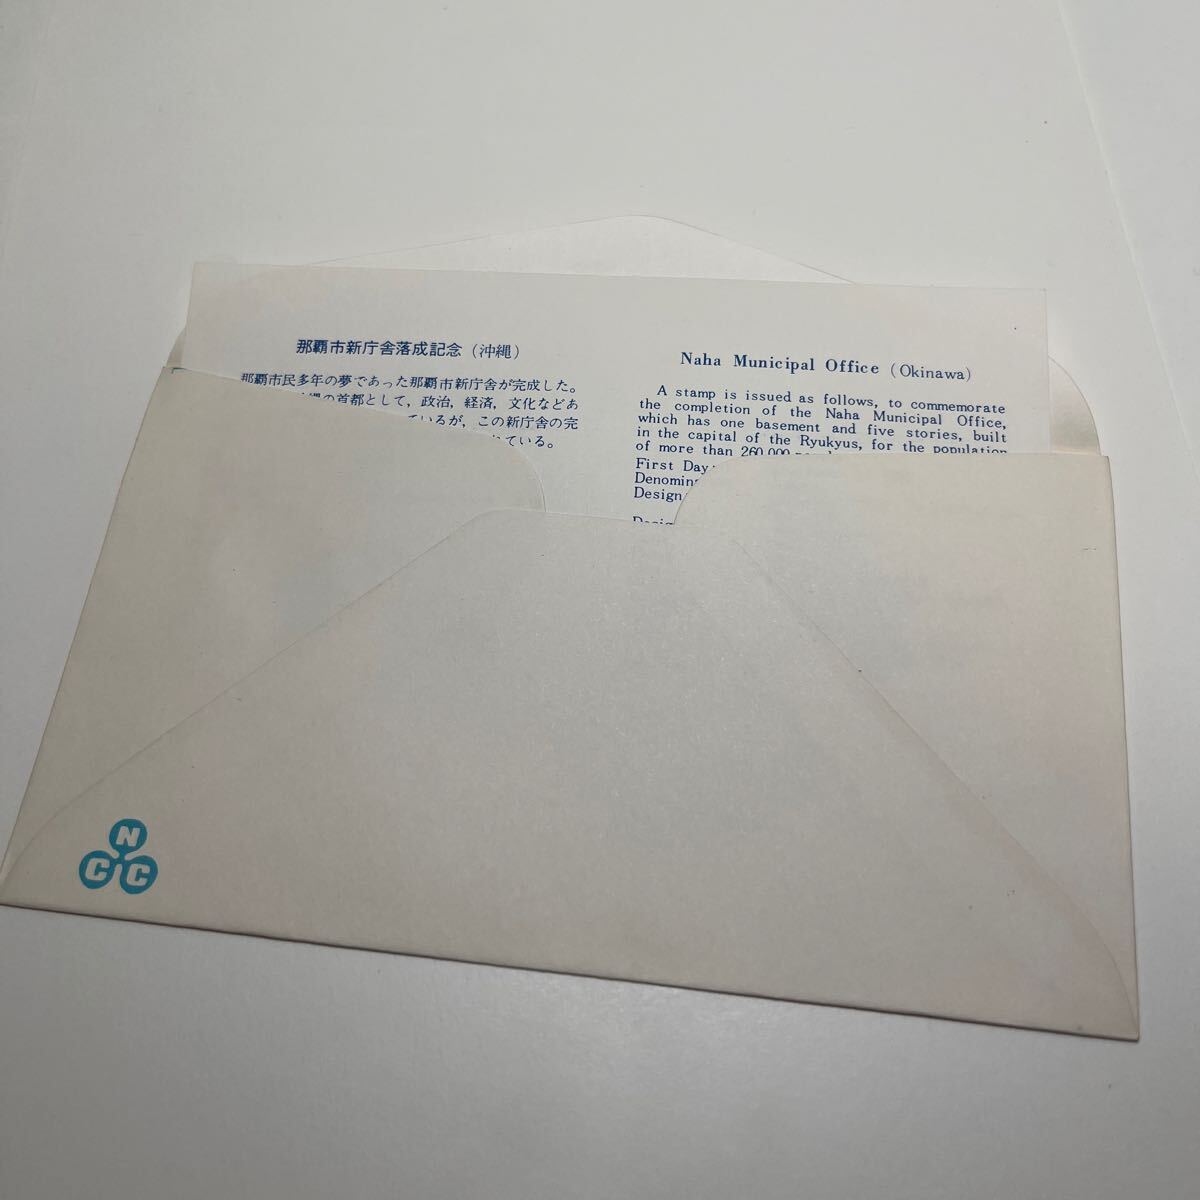 那覇市新庁舎落成記念（沖縄）
那覇市民多年の夢であった那覇市新庁舎が完成した。
の首都として，政治，経済，文化などあ
ているが，この新庁舎の完
れている。
Naha Municipal Office (Okinawa)
A stamp is issued as follows, to commemorate
the completion of the Naha Municipal Office,
which has one basement and five stories, built
in the capital of the Ryukyus, for the population
of more than 260,000
First Day:
Design
N
C C